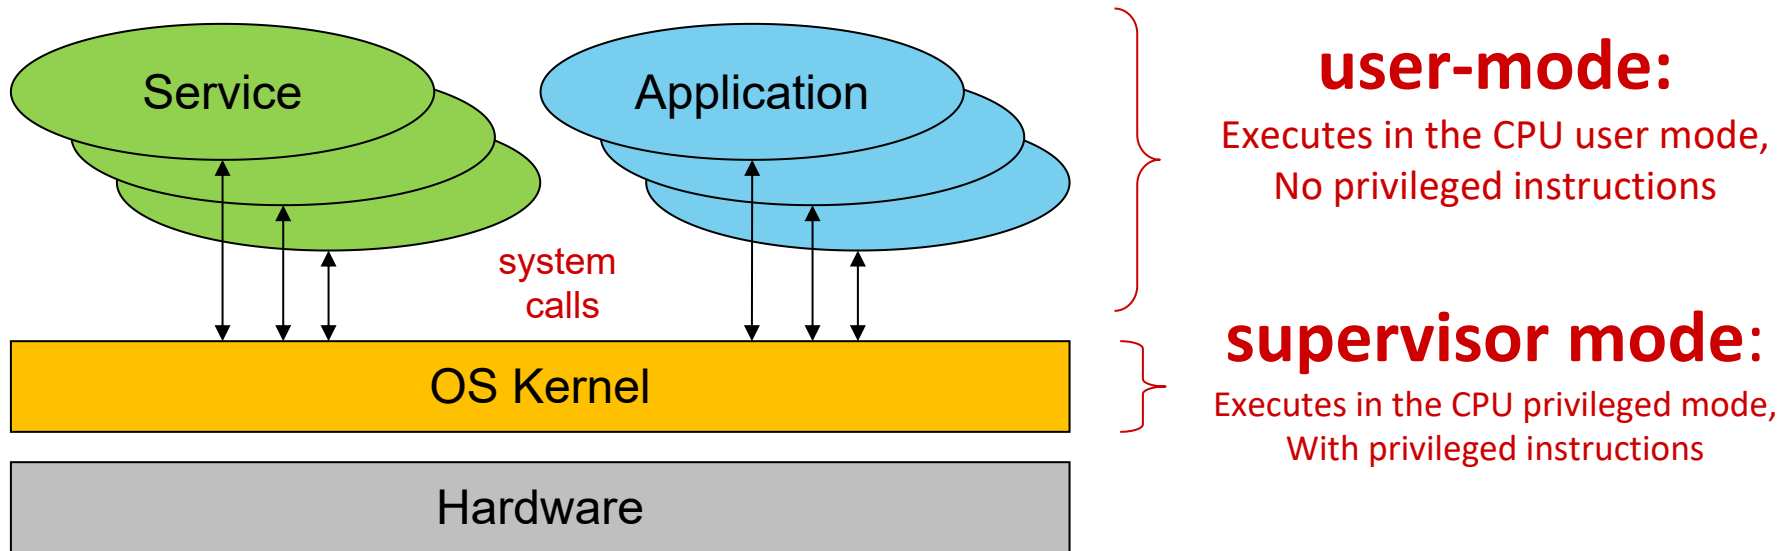 Service
Application
user-mode:
Executes in the CPU user mode,
No privileged instructions
system
calls
supervisor mode:
Executes in the CPU privileged mode,
With privileged instructions
OS Kernel
Hardware